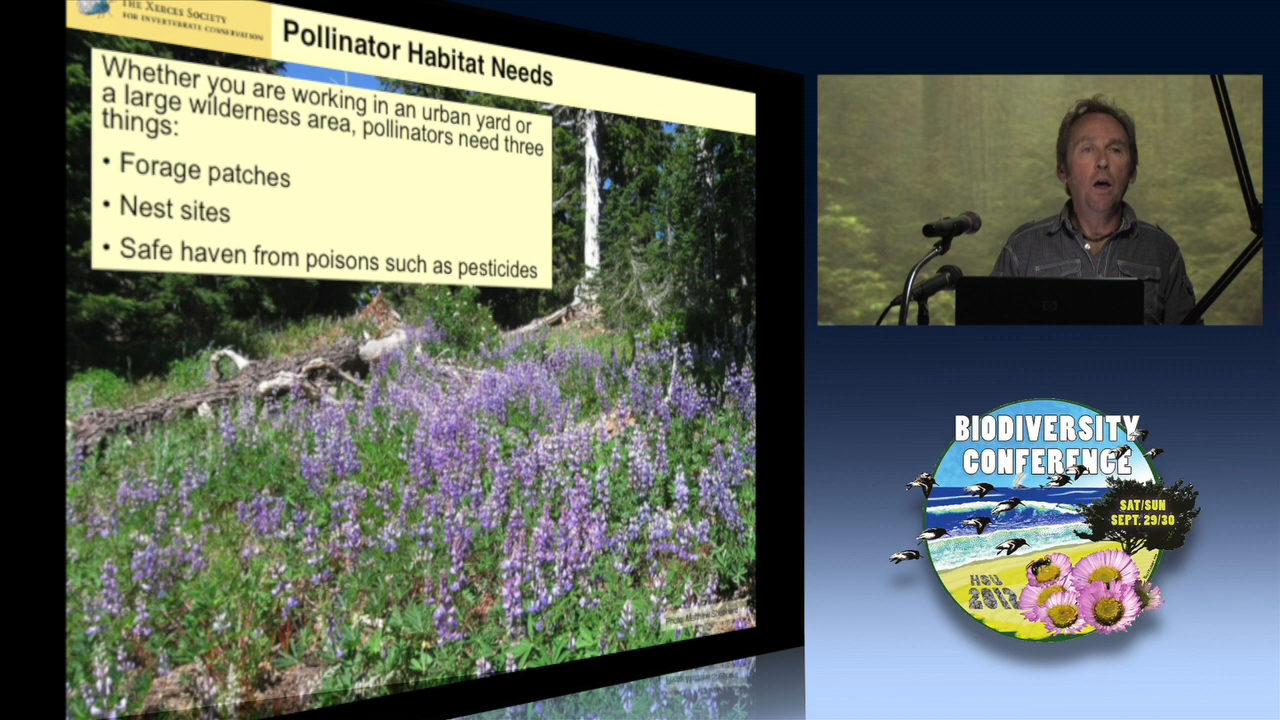 THE XERCES SOCIETY
FOR INVERTEBRATE CONSERVATION
Pollinator Habitat Needs
Whether you are working in an urban yard or
a large wilderness area, pollinators need three
things:
• Forage patches
• Nest sites
• Safe haven from poisons such as pesticides
BIODIVERSITY
CONFERENCE
SAT/SUN
SEPT. 29/30
HSU
2012